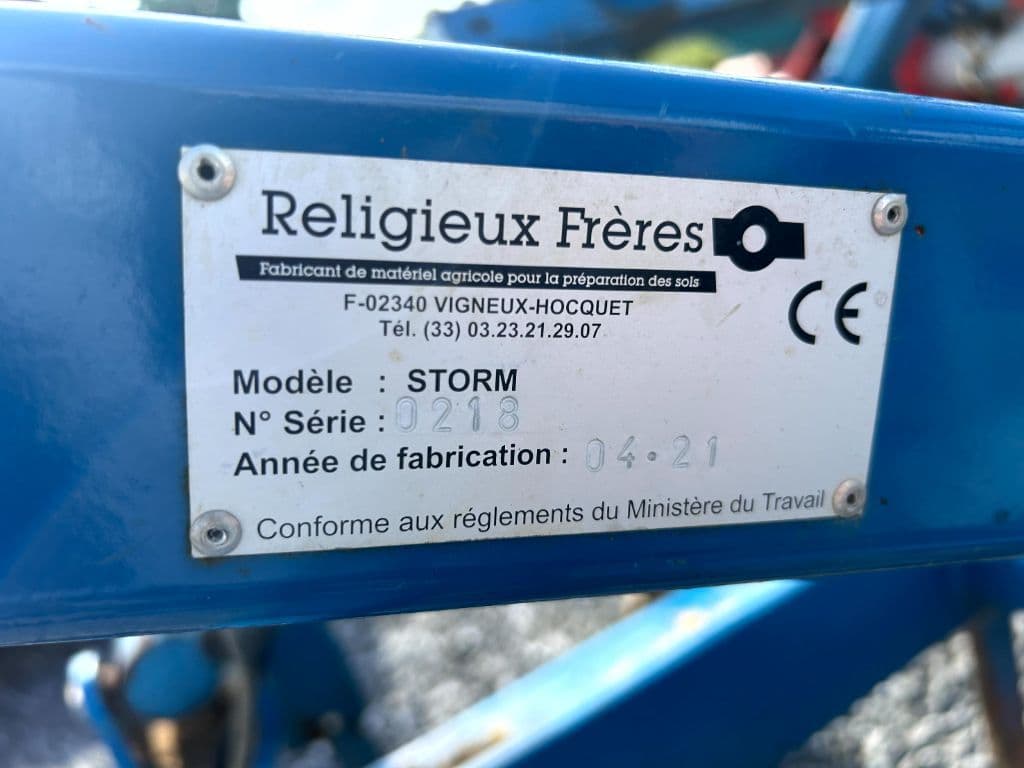 Religieux Frères
Fabricant de matériel agricole pour la préparation des sols
F-02340 VIGNEUX-HOCQUET
Tél. (33) 03.23.21.29.07
CE
Modèle : STORM
N° Série : 0218
Année de fabrication : 04.21
Conforme aux réglements du Ministère du Travail